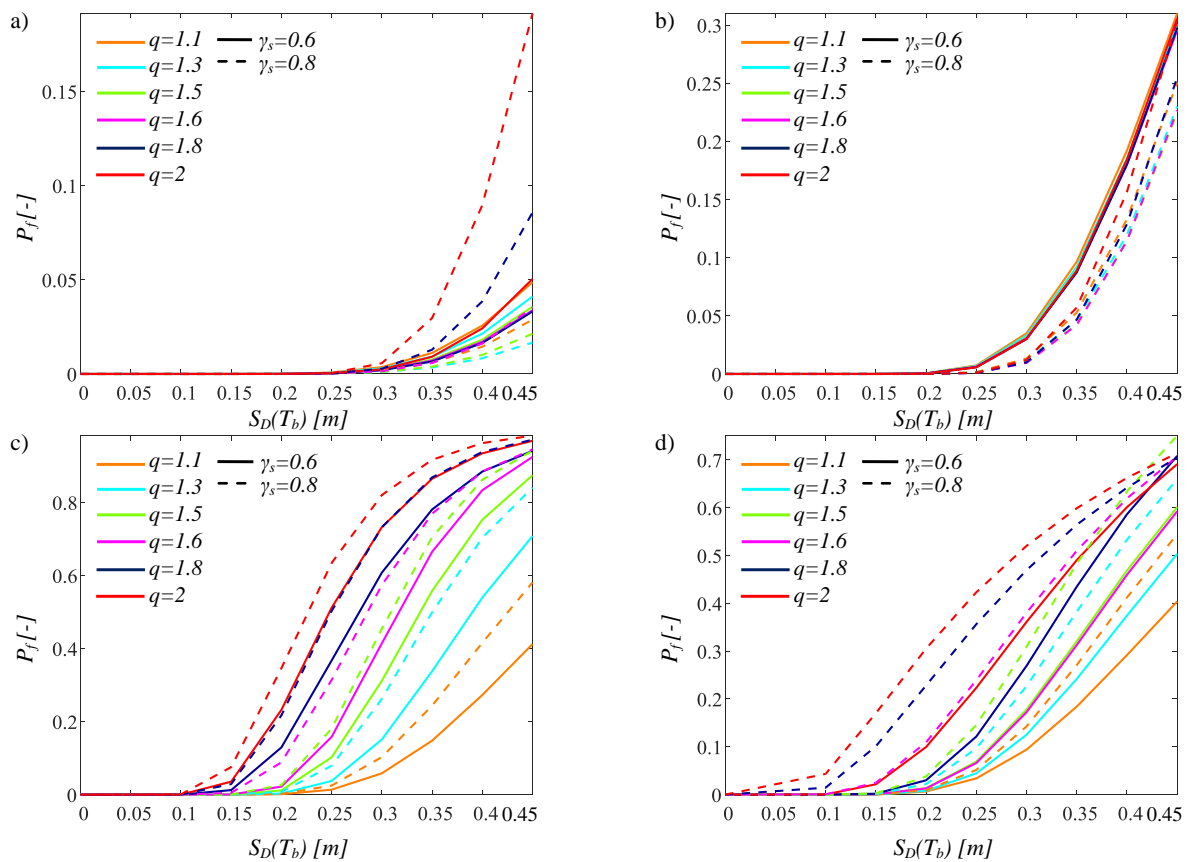 a)
q=1.1 γs=0.6
q=1.3 γs=0.8
q=1.5
q=1.6
q=1.8
q=2
0.15
0.1
0.05
0
Pf [-]
0 0.05 0.1 0.15 0.2 0.25 0.3 0.35 0.4 0.45
SD(Tb) [m]
b)
q=1.1 γs=0.6
q=1.3 γs=0.8
q=1.5
q=1.6
q=1.8
q=2
0.3
0.25
0.2
0.15
0.1
0.05
0
Pf [-]
0 0.05 0.1 0.15 0.2 0.25 0.3 0.35 0.4 0.45
SD(Tb) [m]
c)
q=1.1 γs=0.6
q=1.3 γs=0.8
q=1.5
q=1.6
q=1.8
q=2
0.8
0.6
0.4
0.2
0
Pf [-]
0 0.05 0.1 0.15 0.2 0.25 0.3 0.35 0.4 0.45
SD(Tb) [m]
d)
q=1.1 γs=0.6
q=1.3 γs=0.8
q=1.5
q=1.6
q=1.8
q=2
0.7
0.6
0.5
0.4
0.3
0.2
0.1
0
Pf [-]
0 0.05 0.1 0.15 0.2 0.25 0.3 0.35 0.4 0.45
SD(Tb) [m]